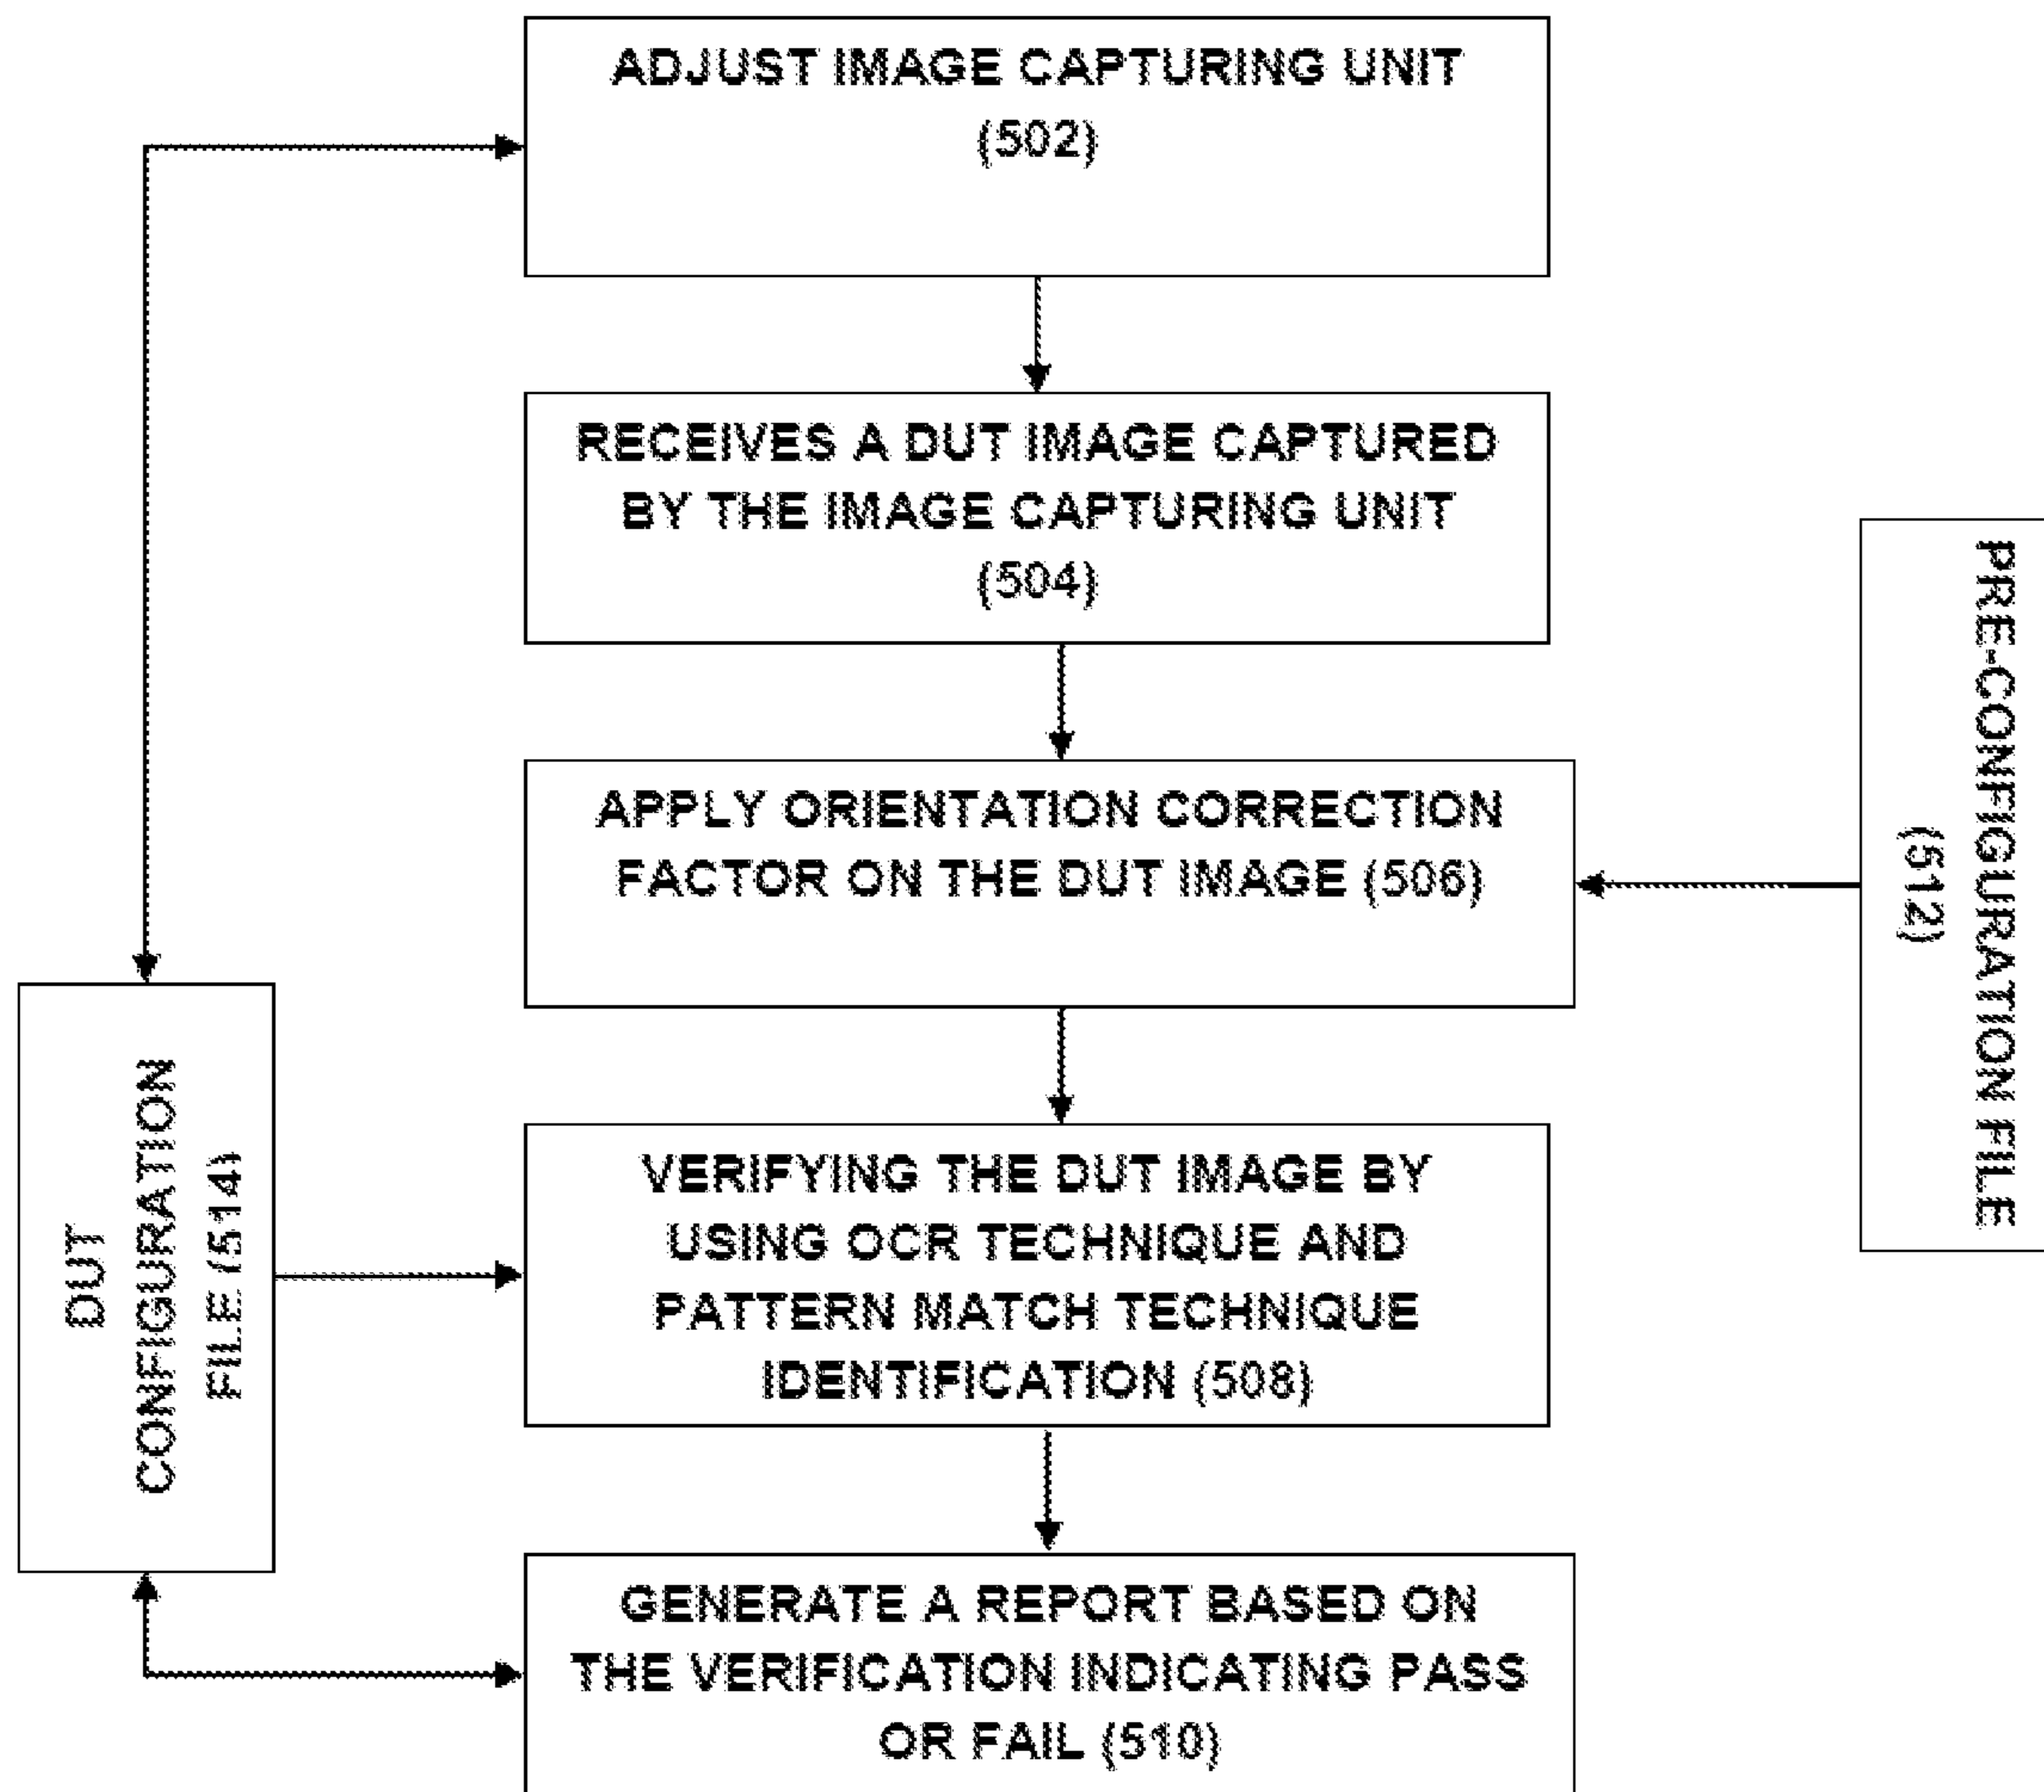 ADJUST IMAGE CAPTURING UNIT
(502)
RECEIVES A DUT IMAGE CAPTURED
BY THE IMAGE CAPTURING UNIT
(504)
APPLY ORIENTATION CORRECTION
FACTOR ON THE DUT IMAGE (506)
PRE-CONFIGURATION FILE
(512)
DUT
CONFIGURATION
FILE (514)
VERIFYING THE DUT IMAGE BY
USING OCR TECHNIQUE AND
PATTERN MATCH TECHNIQUE
IDENTIFICATION (508)
GENERATE A REPORT BASED ON
THE VERIFICATION INDICATING PASS
OR FAIL (510)